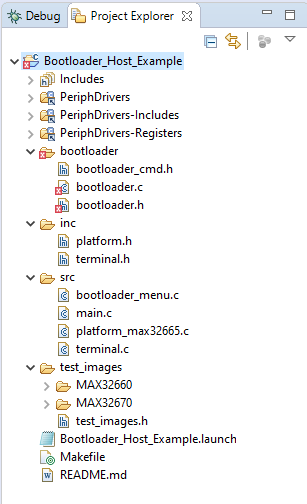 Debug Project Explorer
Bootloader_Host_Example
Includes
PeriphDrivers
PeriphDrivers-Includes
PeriphDrivers-Registers
bootloader
bootloader_cmd.h
bootloader.c
bootloader.h
inc
platform.h
terminal.h
src
bootloader_menu.c
main.c
platform_max32665.c
terminal.c
test_images
MAX32660
MAX32670
test_images.h
Bootloader_Host_Example.launch
Makefile
README.md